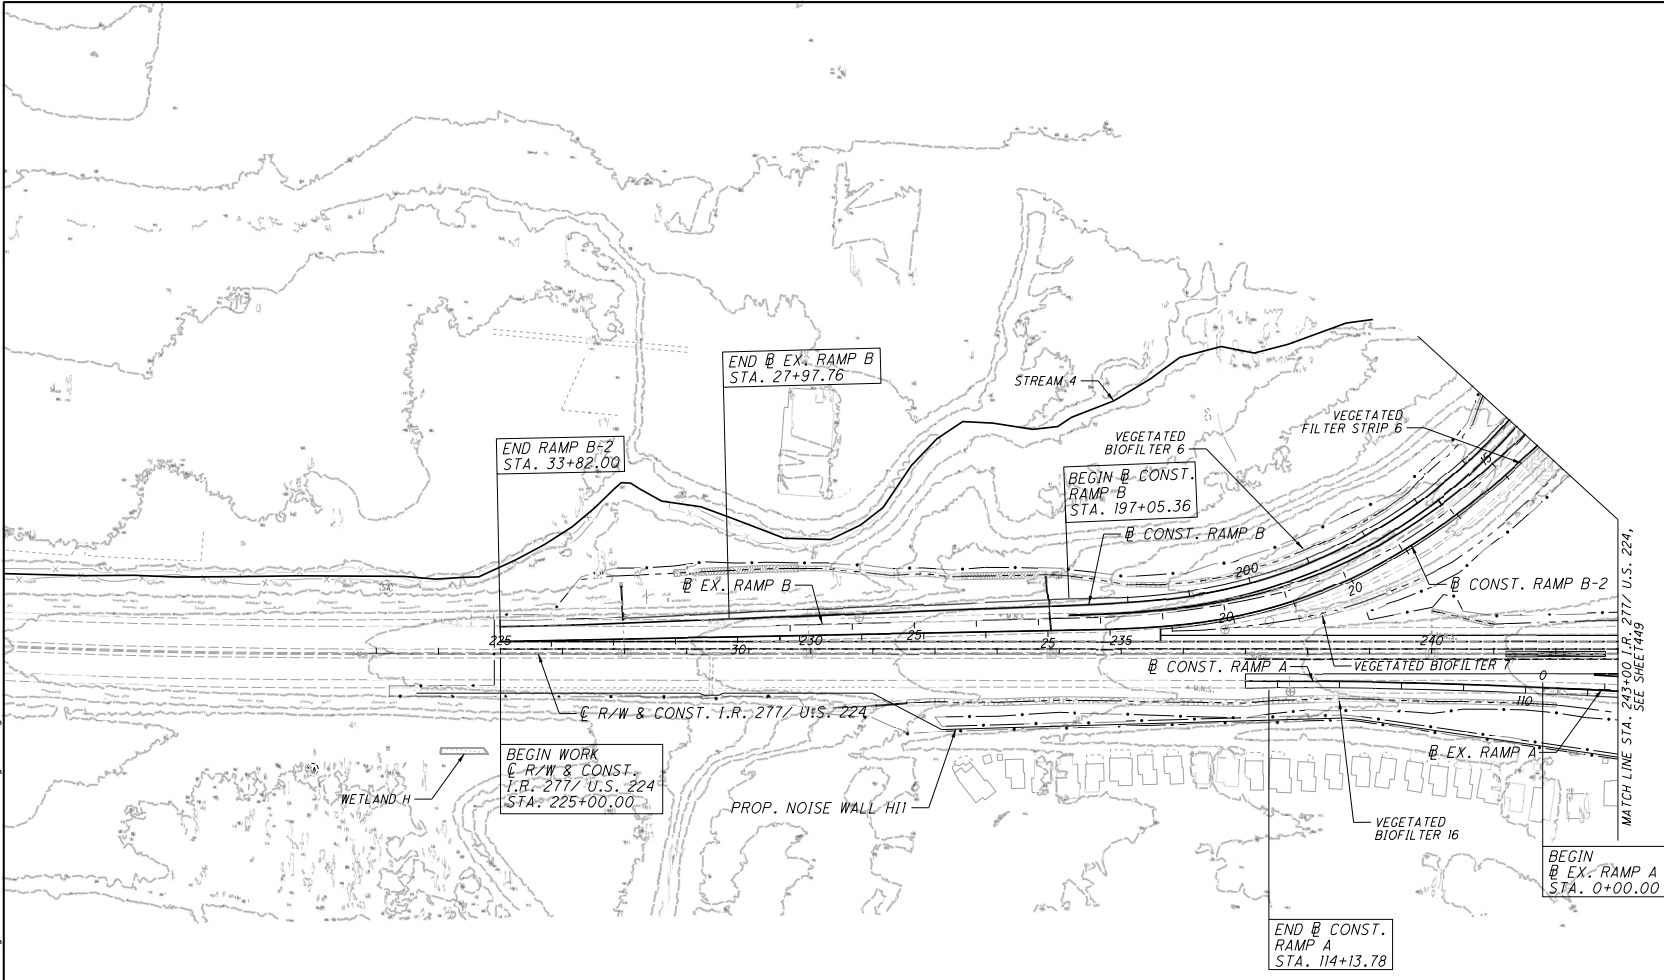 END ⅊ EX. RAMP B
STA. 27+97.76
STREAM 4
VEGETATED
FILTER STRIP 6
VEGETATED
BIOFILTER 6
END RAMP B-2
STA. 33+82.00
BEGIN ⅊ CONST.
RAMP B
STA. 197+05.36
⅊ CONST. RAMP B
⅊ EX. RAMP B
⅊ CONST. RAMP B-2
200
15
20
20
225
230
30
25
25
235
240
⅊ CONST. RAMP A
VEGETATED BIOFILTER 7
0
110
M.N.S.
℄ R/W & CONST. I.R. 277/ U.S. 224
⅊ EX. RAMP A
BEGIN WORK
℄ R/W & CONST.
I.R. 277/ U.S. 224
STA. 225+00.00
WETLAND H
PROP. NOISE WALL H11
VEGETATED
BIOFILTER 16
BEGIN
⅊ EX. RAMP A
STA. 0+00.00
END ⅊ CONST.
RAMP A
STA. 114+13.78
MATCH LINE STA. 243+00 I.R. 277/ U.S. 224,
SEE SHEET449